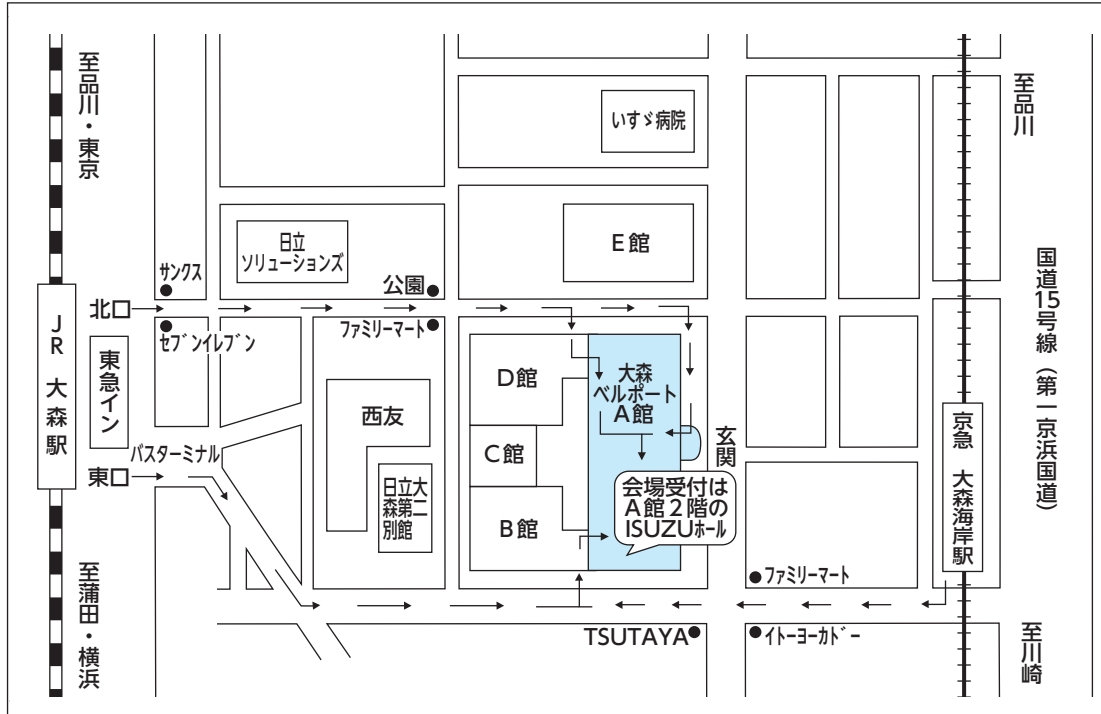 至品川・東京
いすゞ病院
至品川
日立
ソリューションズ
E館
サンクス
公園
国道15号線（第一京浜国道）
北口
セブンイレブン
ファミリーマート
JR 大森駅
東急イン
D館
大森
ベルポート
A館
西友
C館
玄関
京急 大森海岸駅
バスターミナル
東口
日立大
森第二
別館
B館
会場受付は
A館2階の
ISUZUホール
ファミリーマート
至蒲田・横浜
TSUTAYA
イトーヨーカドー
至川崎